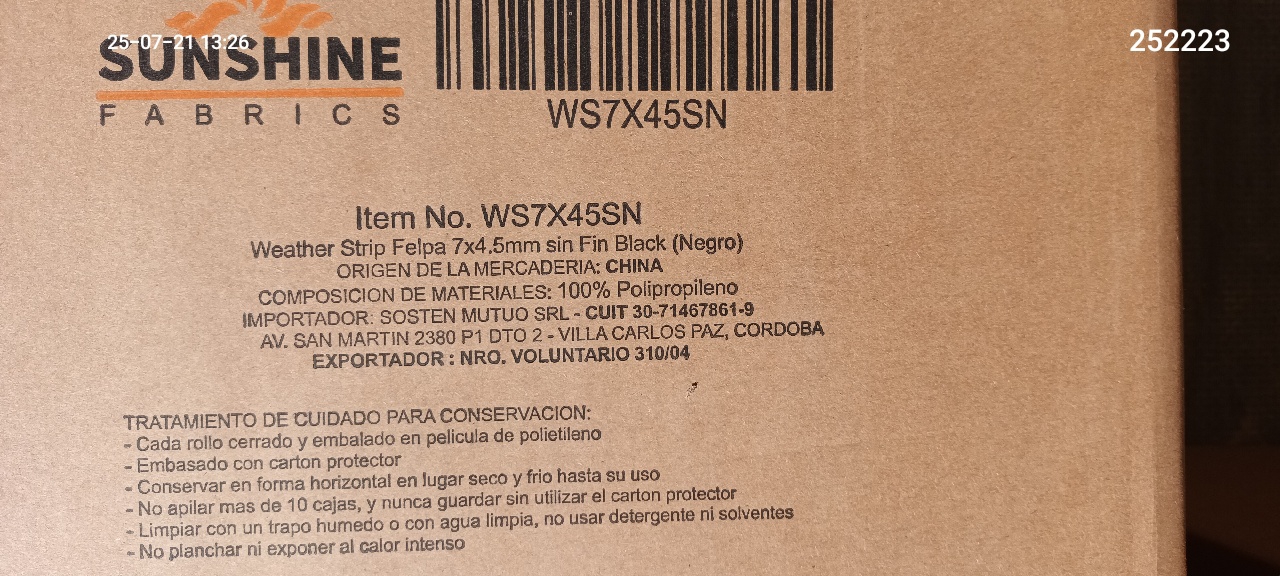 25-07-21 13:26
252223
SUNSHINE
FABRICS
WS7X45SN
Item No. WS7X45SN
Weather Strip Felpa 7x4.5mm sin Fin Black (Negro)
ORIGEN DE LA MERCADERIA: CHINA
COMPOSICION DE MATERIALES: 100% Polipropileno
IMPORTADOR: SOSTEN MUTUO SRL - CUIT 30-71467861-9
AV. SAN MARTIN 2380 P1 DTO 2 - VILLA CARLOS PAZ, CORDOBA
EXPORTADOR : NRO. VOLUNTARIO 310/04
TRATAMIENTO DE CUIDADO PARA CONSERVACION:
- Cada rollo cerrado y embalado en pelicula de polietileno
- Embasado con carton protector
- Conservar en forma horizontal en lugar seco y frio hasta su uso
- No apilar mas de 10 cajas, y nunca guardar sin utilizar el carton protector
- Limpiar con un trapo humedo o con agua limpia, no usar detergente ni solventes
- No planchar ni exponer al calor intenso